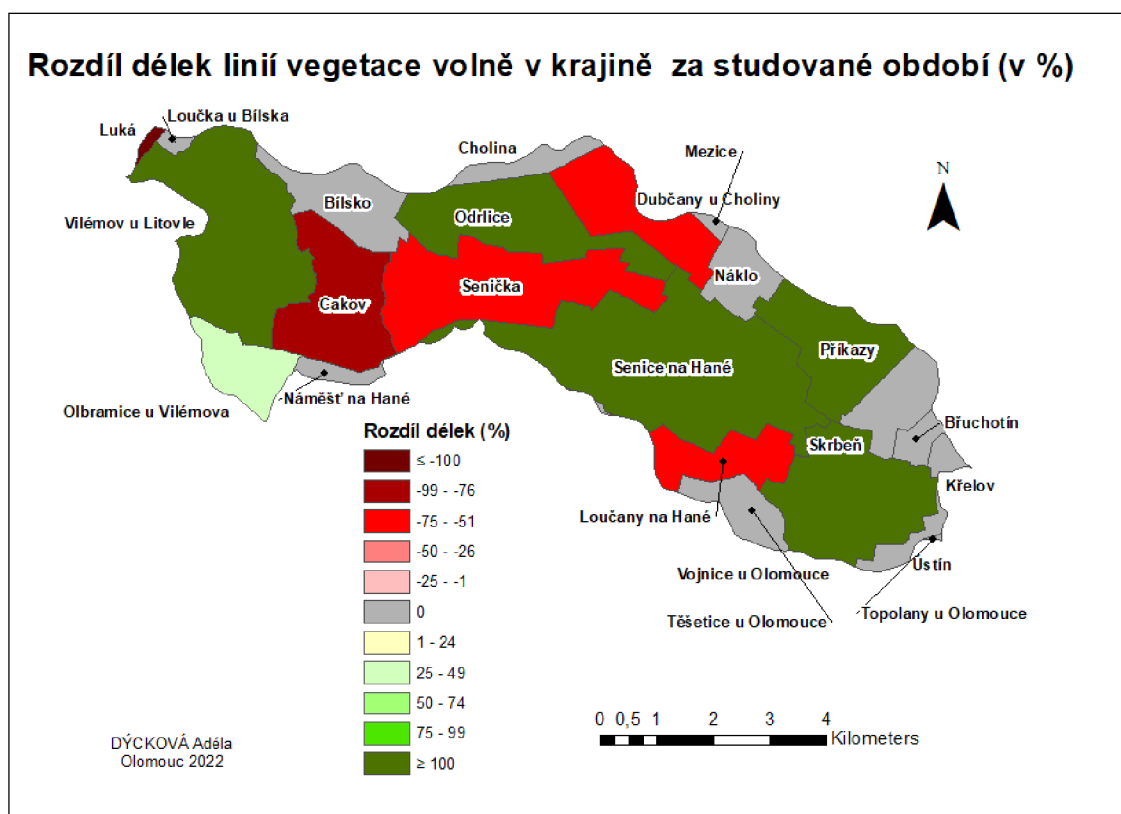 Rozdíl délek linií vegetace volně v krajině za studované období (v %)
Loučka u Bílska
Luká
Cholina
Mezice
N
Bílsko
Dubčany u Choliny
Vilémov u Litovle
Odrlice
Náklo
Senička
Cakov
Příkazy
Senice na Hané
Olbramice u Vilémova
Náměšť na Hané
Břuchotín
Skrbeň
Křelov
Loučany na Hané
Ústín
Vojnice u Olomouce
Topolany u Olomouce
Těšetice u Olomouce
Rozdíl délek (%)
≤ -100
-99 - -76
-75 - -51
-50 - -26
-25 - -1
0
1 - 24
25 - 49
50 - 74
75 - 99
≥ 100
0 0,5 1 2 3 4
Kilometers
DÝCKOVÁ Adéla
Olomouc 2022